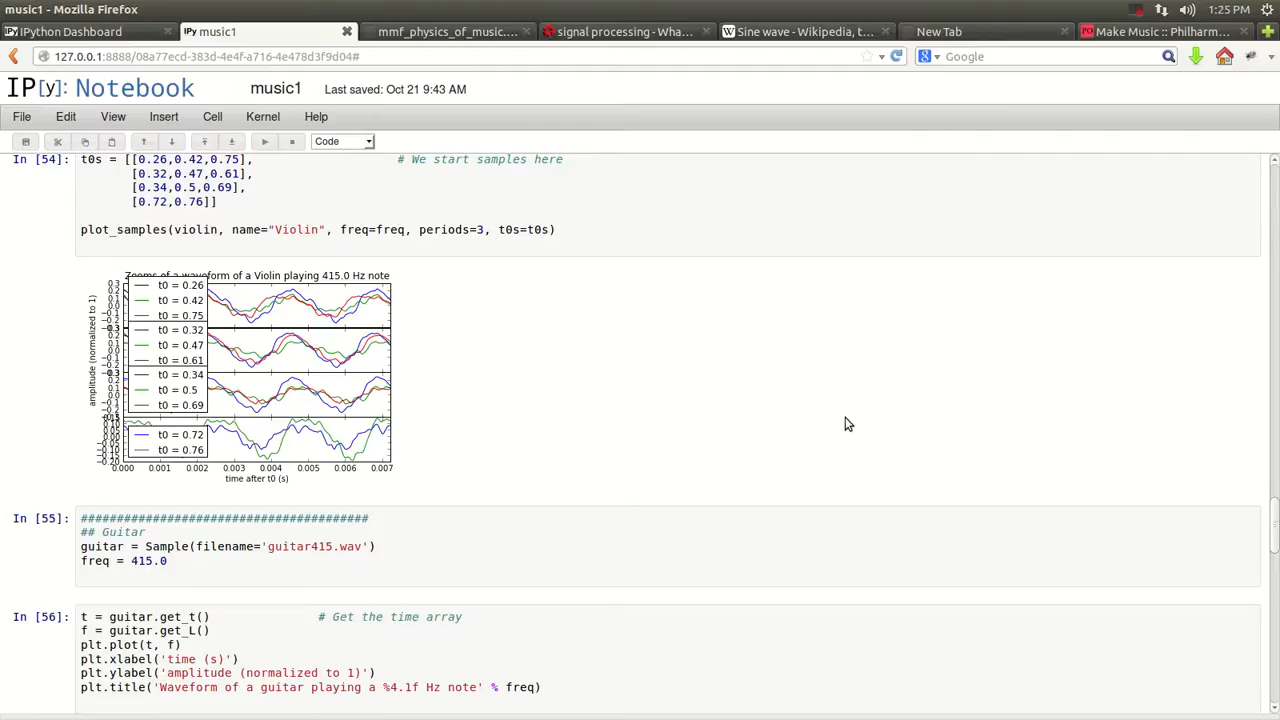 music1 - Mozilla Firefox
1:25 PM
IP[y] IPython Dashboard
IP[y] music1
mmf_physics_of_music....
signal processing - Wha...
W Sine wave - Wikipedia, t...
New Tab
PO Make Music :: Philharm...
127.0.0.1:8888/08a77ecd-383d-4e4f-a716-4e478d3f9d04#
Google
IP[y]: Notebook
music1
Last saved: Oct 21 9:43 AM
File Edit View Insert Cell Kernel Help
Code
In [54]: t0s = [[0.26,0.42,0.75], # We start samples here
[0.32,0.47,0.61],
[0.34,0.5,0.69],
[0.72,0.76]]
plot_samples(violin, name="Violin", freq=freq, periods=3, t0s=t0s)
Zooms of a waveform of a Violin playing 415.0 Hz note
amplitude (normalized to 1)
t0 = 0.26
t0 = 0.42
t0 = 0.75
t0 = 0.32
t0 = 0.47
t0 = 0.61
t0 = 0.34
t0 = 0.5
t0 = 0.69
t0 = 0.72
t0 = 0.76
0.000 0.001 0.002 0.003 0.004 0.005 0.006 0.007
time after t0 (s)
In [55]: ########################################
## Guitar
guitar = Sample(filename='guitar415.wav')
freq = 415.0
In [56]: t = guitar.get_t() # Get the time array
f = guitar.get_L()
plt.plot(t, f)
plt.xlabel('time (s)')
plt.ylabel('amplitude (normalized to 1)')
plt.title('Waveform of a guitar playing a %4.1f Hz note' % freq)